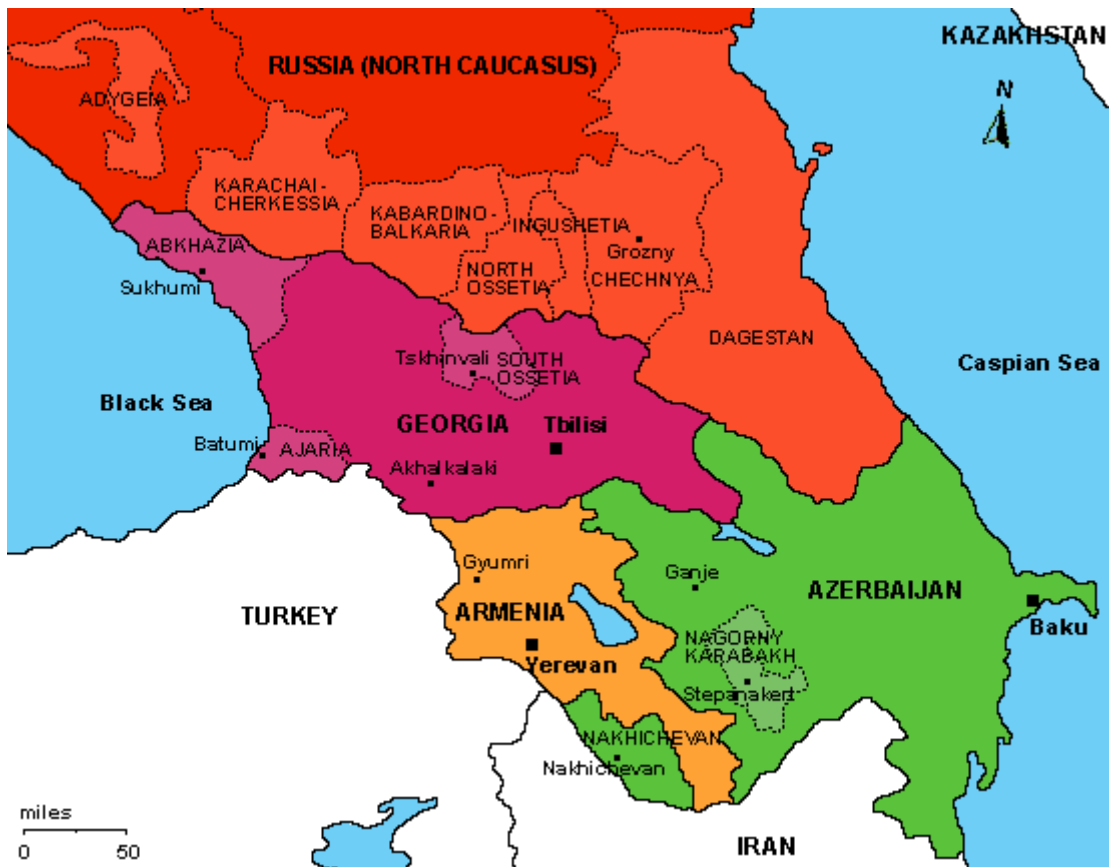 KAZAKHSTAN
RUSSIA (NORTH CAUCASUS)
N
ADYGEIA
KARACHAI-
CHERKESSIA
KABARDINO-
BALKARIA
INGUSHETIA
Grozny
CHECHNYA
NORTH
OSSETIA
ABKHAZIA
Sukhumi
DAGESTAN
Tskhinvali
SOUTH
OSSETIA
Caspian Sea
Black Sea
GEORGIA
Tbilisi
Batumi
AJARIA
Akhalkalaki
Gyumri
Ganje
AZERBAIJAN
TURKEY
ARMENIA
Baku
NAGORNY
KARABAKH
Yerevan
Stepanakert
NAKHICHEVAN
Nakhichevan
miles
0 50
IRAN